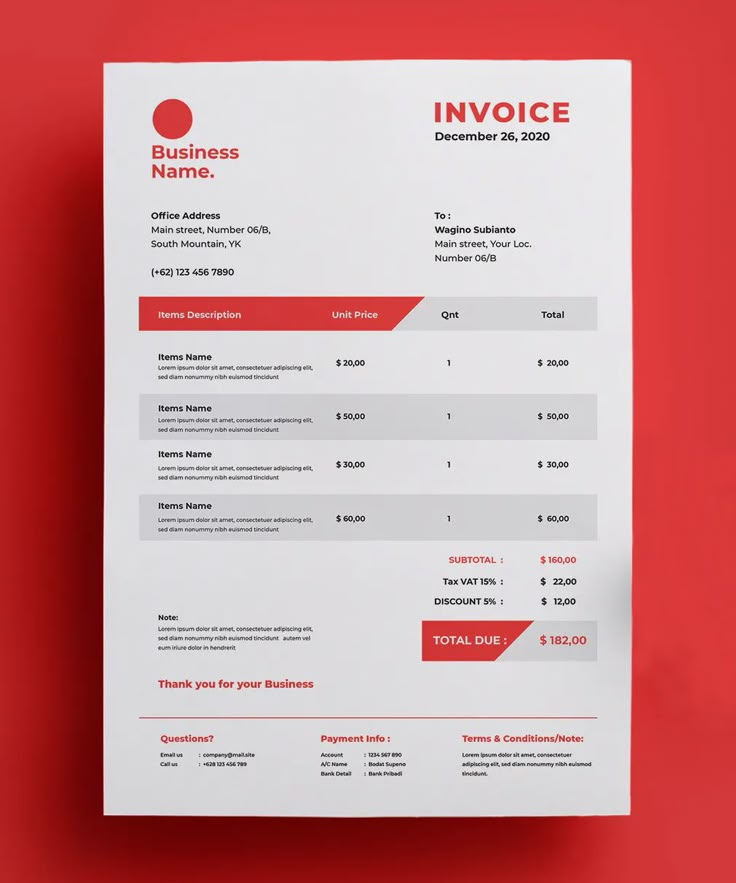 INVOICE
December 26, 2020
Business
Name.
Office Address
Main street, Number 06/B,
South Mountain, YK
(+62) 123 456 7890
To :
Wagino Subianto
Main street, Your Loc.
Number 06/B
Items Description Unit Price Qnt Total
Items Name
Lorem ipsum dolor sit amet, consectetuer adipiscing elit,
sed diam nonummy nibh euismod tincidunt
$ 20,00 1 $ 20,00
Items Name
Lorem ipsum dolor sit amet, consectetuer adipiscing elit,
sed diam nonummy nibh euismod tincidunt
$ 50,00 1 $ 50,00
Items Name
Lorem ipsum dolor sit amet, consectetuer adipiscing elit,
sed diam nonummy nibh euismod tincidunt
$ 30,00 1 $ 30,00
Items Name
Lorem ipsum dolor sit amet, consectetuer adipiscing elit,
sed diam nonummy nibh euismod tincidunt
$ 60,00 1 $ 60,00
SUBTOTAL : $ 160,00
Tax VAT 15% : $ 22,00
DISCOUNT 5% : $ 12,00
TOTAL DUE : $ 182,00
Note:
Lorem ipsum dolor sit amet, consectetuer adipiscing elit,
sed diam nonummy nibh euismod tincidunt autem vel
eum iriure dolor in hendrerit
Thank you for your Business
Questions?
Email us : company@mail.site
Call us : +628 123 456 789
Payment Info :
Account : 1234 567 890
A/C Name : Bodat Supeno
Bank Detail : Bank Pribadi
Terms & Conditions/Note:
Lorem ipsum dolor sit amet, consectetuer
adipiscing elit, sed diam nonummy nibh euismod
tincidunt.